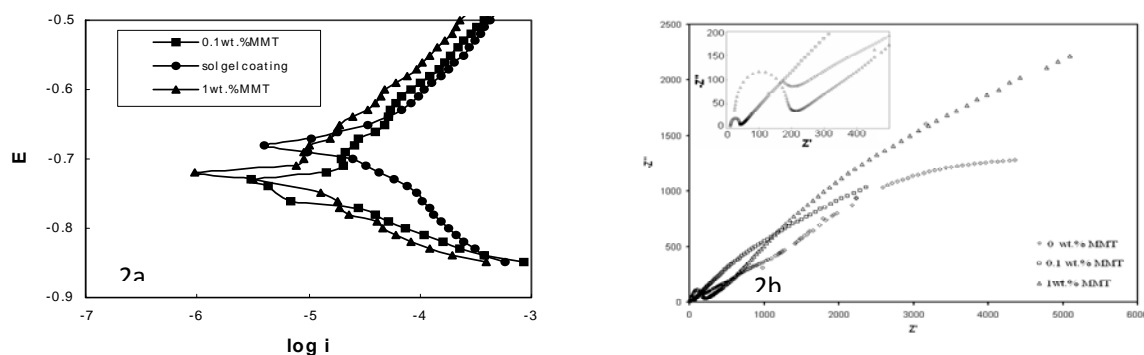 -0.5
-0.6
-0.7
-0.8
-0.9
E
0.1wt.%MMT
sol gel coating
1wt.%MMT
2a
-7 -6 -5 -4 -3
log i
2500
2000
1500
1000
500
0
-Z''
200
150
100
50
0
-Z''
0 100 200 300 400
Z'
0 wt.% MMT
0.1 wt.% MMT
1wt.% MMT
2b
0 1000 2000 3000 4000 5000 6000
Z'